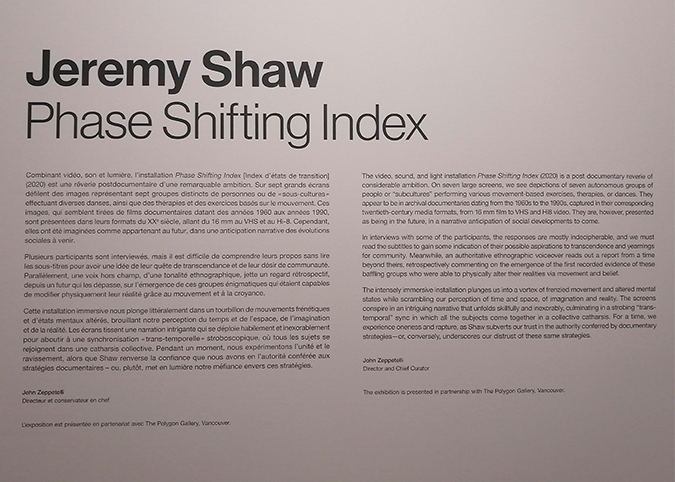 Jeremy Shaw
Phase Shifting Index
Combinant vidéo, son et lumière, l'installation Phase Shifting Index [Index d'états de transition]
(2020) est une rêverie postdocumentaire d'une remarquable ambition. Sur sept grands écrans
défilent des images représentant sept groupes distincts de personnes ou de «sous-cultures»
effectuant diverses danses, ainsi que des thérapies et des exercices basés sur le mouvement. Ces
images, qui semblent tirées de films documentaires datant des années 1960 aux années 1990,
sont présentées dans leurs formats du XXe siècle, allant du 16 mm au VHS et au Hi-8. Cependant,
elles ont été imaginées comme appartenant au futur, dans une anticipation narrative des évolutions
sociales à venir.
Plusieurs participants sont interviewés, mais il est difficile de comprendre leurs propos sans lire
les sous-titres pour avoir une idée de leur quête de transcendance et de leur désir de communauté.
Parallèlement, une voix hors champ, d'une tonalité ethnographique, jette un regard rétrospectif,
depuis un futur qui les dépasse, sur l'émergence de ces groupes énigmatiques qui étaient capables
de modifier physiquement leur réalité grâce au mouvement et à la croyance.
Cette installation immersive nous plonge littéralement dans un tourbillon de mouvements frénétiques
et d'états mentaux altérés, brouillant notre perception du temps et de l'espace, de l'imagination
et de la réalité. Les écrans tissent une narration intrigante qui se déploie habilement et inexorablement
pour aboutir à une synchronisation «trans-temporelle» stroboscopique, où tous les sujets se
rejoignent dans une catharsis collective. Pendant un moment, nous expérimentons l'unité et le
ravissement, alors que Shaw renverse la confiance que nous avons en l'autorité conférée aux
stratégies documentaires – ou, plutôt, met en lumière notre méfiance envers ces stratégies.
John Zeppetelli
Directeur et conservateur en chef
L'exposition est présentée en partenariat avec The Polygon Gallery, Vancouver.
The video, sound, and light installation Phase Shifting Index (2020) is a post documentary reverie of
considerable ambition. On seven large screens, we see depictions of seven autonomous groups of
people or "subcultures" performing various movement-based exercises, therapies, or dances. They
appear to be in archival documentaries dating from the 1960s to the 1990s, captured in their corresponding
twentieth-century media formats, from 16 mm film to VHS and Hi8 video. They are, however, presented
as being in the future, in a narrative anticipation of social developments to come.
In interviews with some of the participants, the responses are mostly indecipherable, and we must
read the subtitles to gain some indication of their possible aspirations to transcendence and yearnings
for community. Meanwhile, an authoritative ethnographic voiceover reads out a report from a time
beyond theirs, retrospectively commenting on the emergence of the first recorded evidence of these
baffling groups who were able to physically alter their realities via movement and belief.
The intensely immersive installation plunges us into a vortex of frenzied movement and altered mental
states while scrambling our perception of time and space, of imagination and reality. The screens
conspire in an intriguing narrative that unfolds skilfully and inexorably, culminating in a strobing "trans-
temporal" sync in which all the subjects come together in a collective catharsis. For a time, we
experience oneness and rapture, as Shaw subverts our trust in the authority conferred by documentary
strategies—or, conversely, underscores our distrust of these same strategies.
John Zeppetelli
Director and Chief Curator
The exhibition is presented in partnership with The Polygon Gallery, Vancouver.